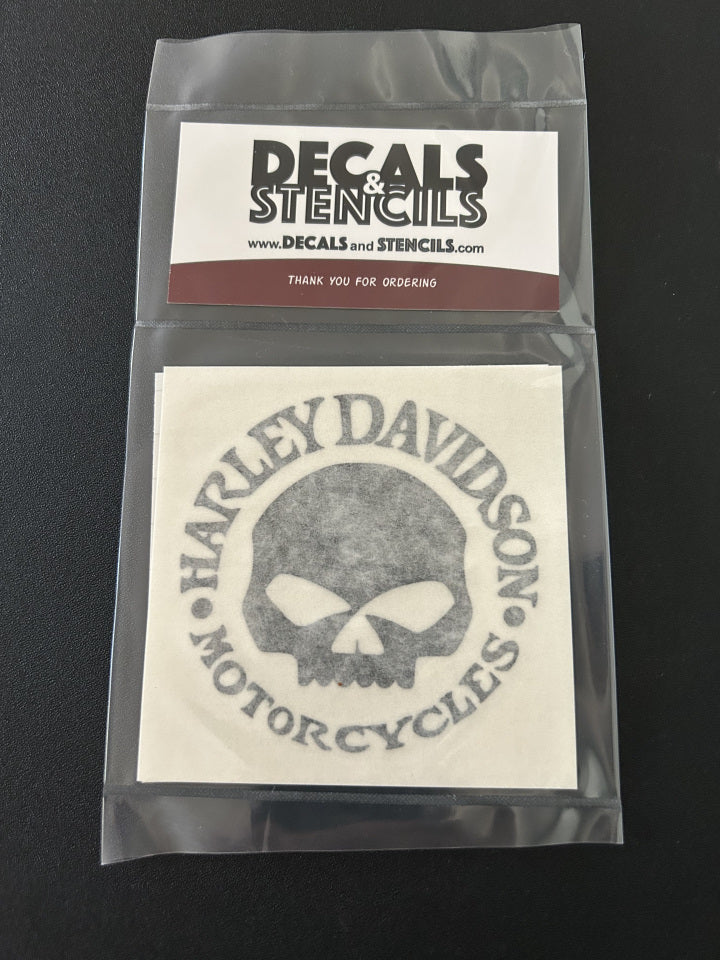 DECALS
&
STENCILS
www.DECALS and STENCILS.com
THANK YOU FOR ORDERING
HARLEY DAVIDSON
MOTORCYCLES